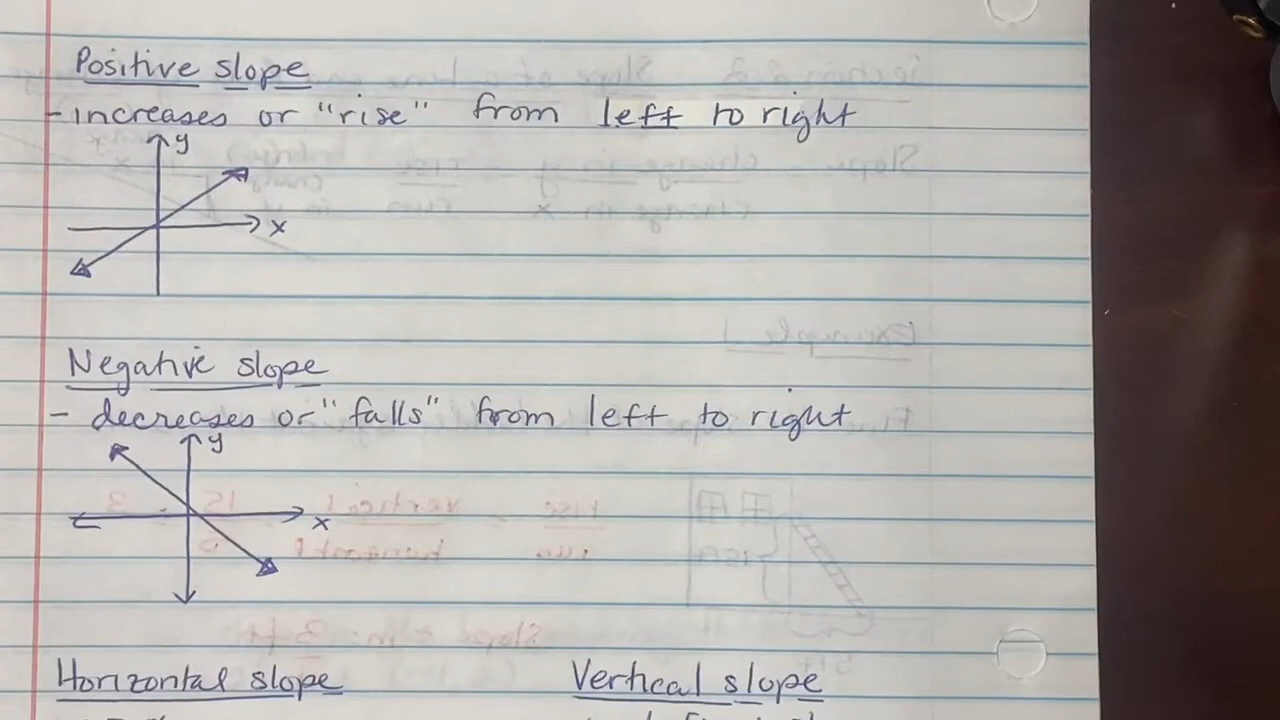 Positive slope
- increases or "rise" from left to right
y
x
Negative slope
- decreases or "falls" from left to right
y
x
Horizontal slope
Vertical slope